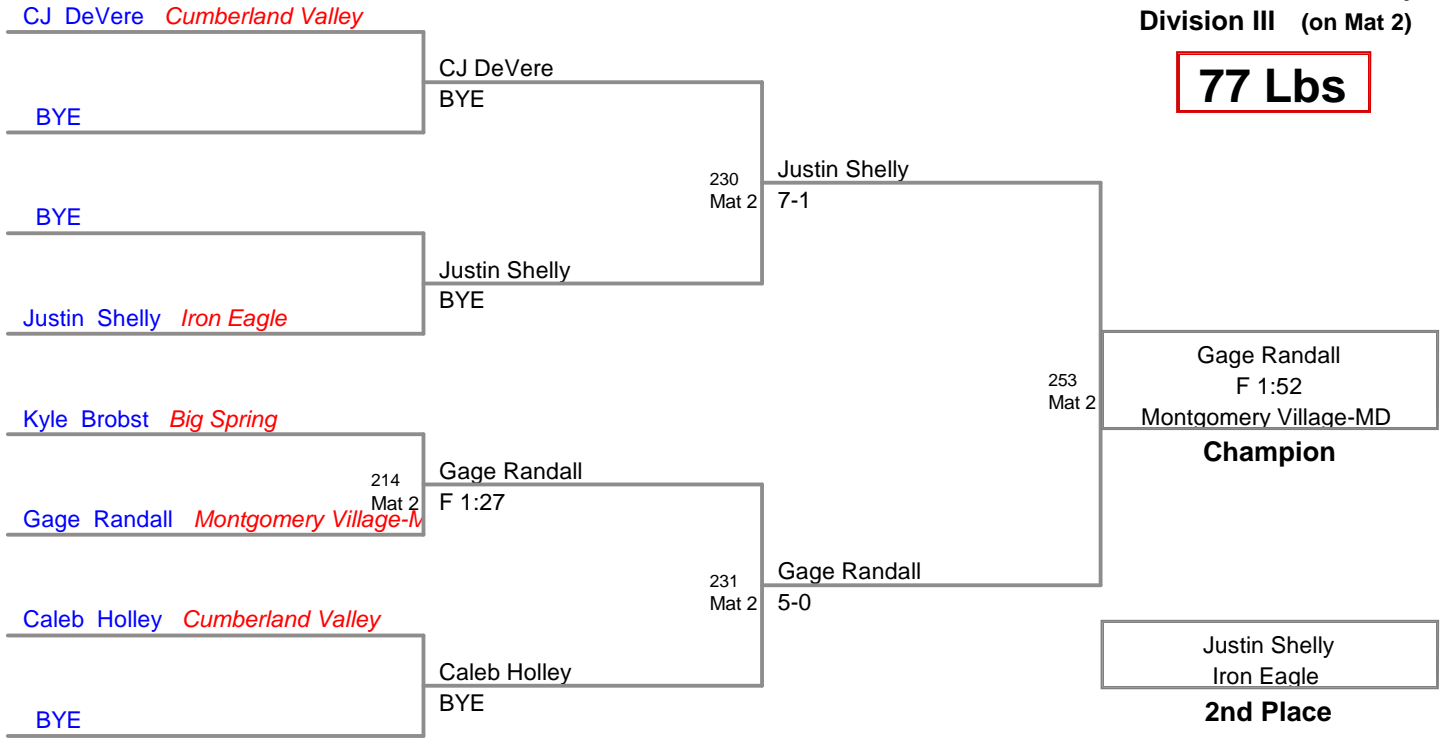 CJ DeVere Cumberland Valley
Division III (on Mat 2)
77 Lbs
CJ DeVere
BYE
BYE
230
Mat 2
Justin Shelly
7-1
BYE
Justin Shelly
BYE
Justin Shelly Iron Eagle
Gage Randall
F 1:52
Montgomery Village-MD
Champion
253
Mat 2
Kyle Brobst Big Spring
214
Mat 2
Gage Randall
F 1:27
Gage Randall Montgomery Village-M
231
Mat 2
Gage Randall
5-0
Caleb Holley Cumberland Valley
Caleb Holley
BYE
BYE
Justin Shelly
Iron Eagle
2nd Place